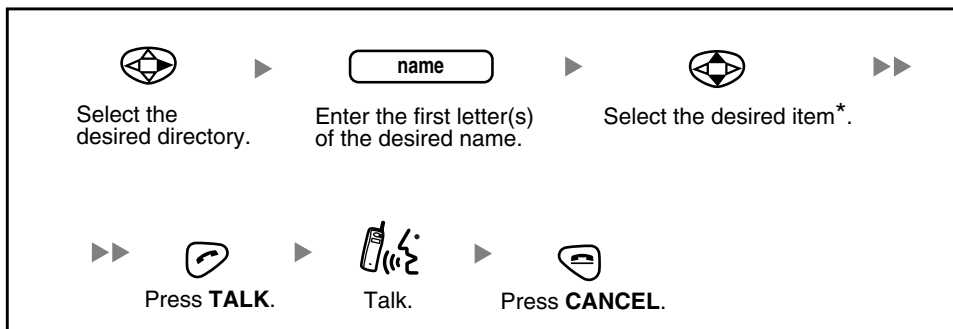 name
Select the
desired directory.
Enter the first letter(s)
of the desired name.
Select the desired item*.
Press TALK.
Talk.
Press CANCEL.